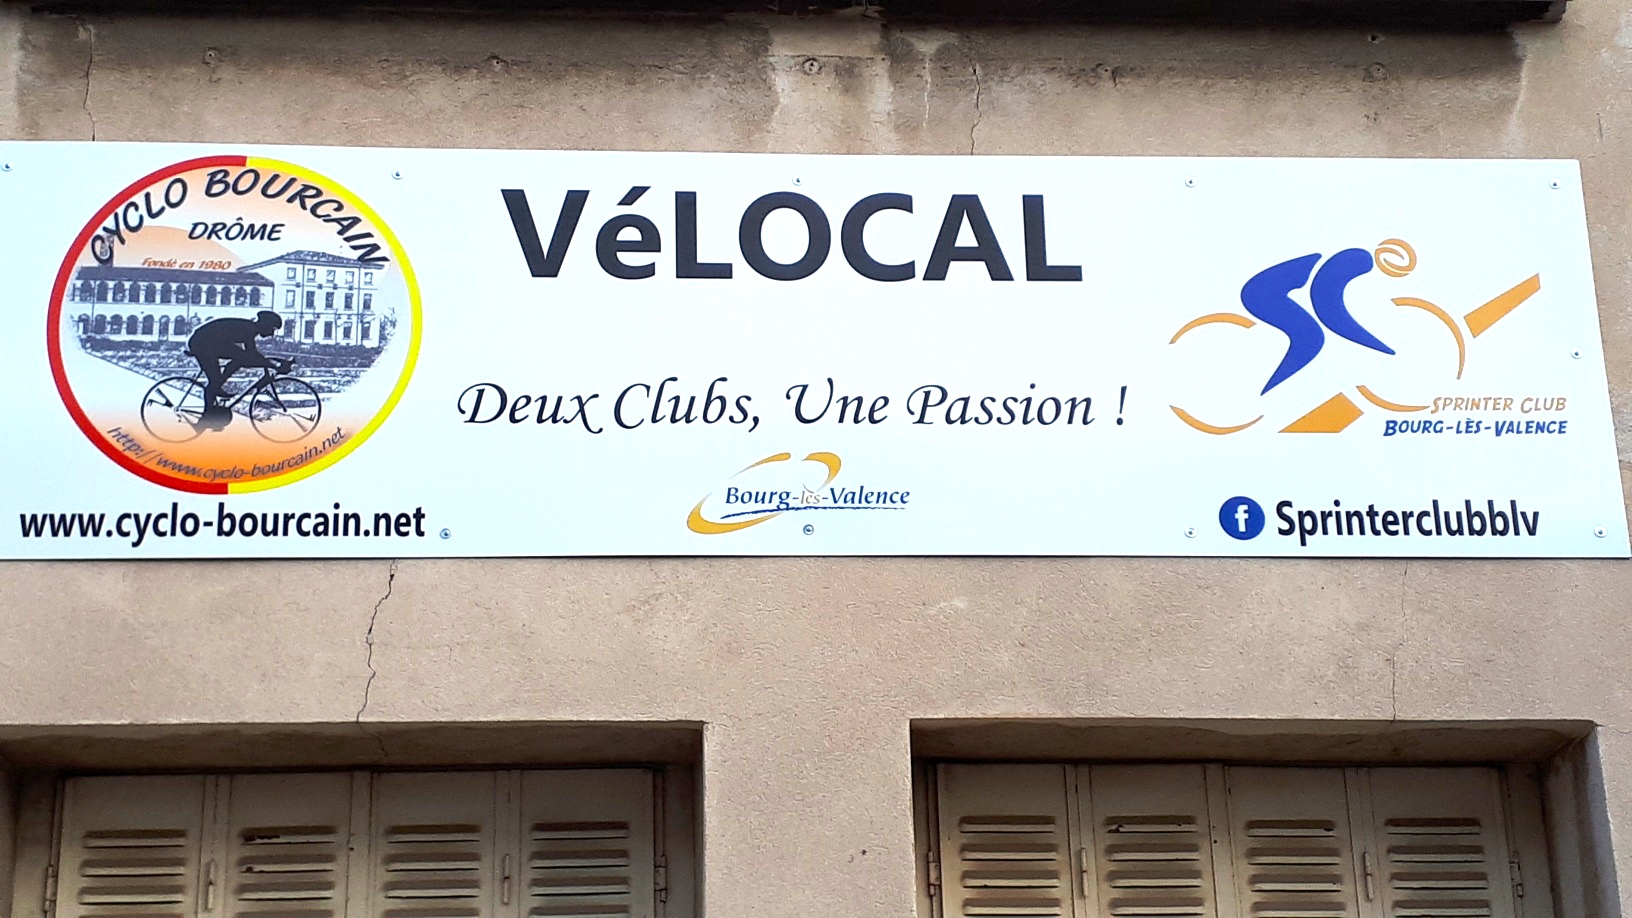 CYCLO BOURCAIN
DRÔME
Fondé en 1980
http://www.cyclo-bourcain.net
www.cyclo-bourcain.net
VéLOCAL
Deux Clubs, Une Passion !
Bourg-lès-Valence
SPRINTER CLUB
BOURG-LÈS-VALENCE
f Sprinterclubblv